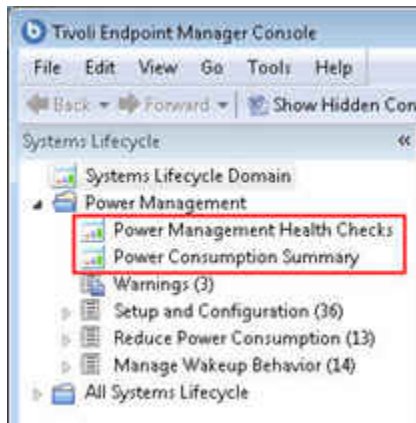 Tivoli Endpoint Manager Console
File Edit View Go Tools Help
Back Forward Show Hidden Con
Systems Lifecycle «
Systems Lifecycle Domain
Power Management
Power Management Health Checks
Power Consumption Summary
Warnings (3)
Setup and Configuration (36)
Reduce Power Consumption (13)
Manage Wakeup Behavior (14)
All Systems Lifecycle